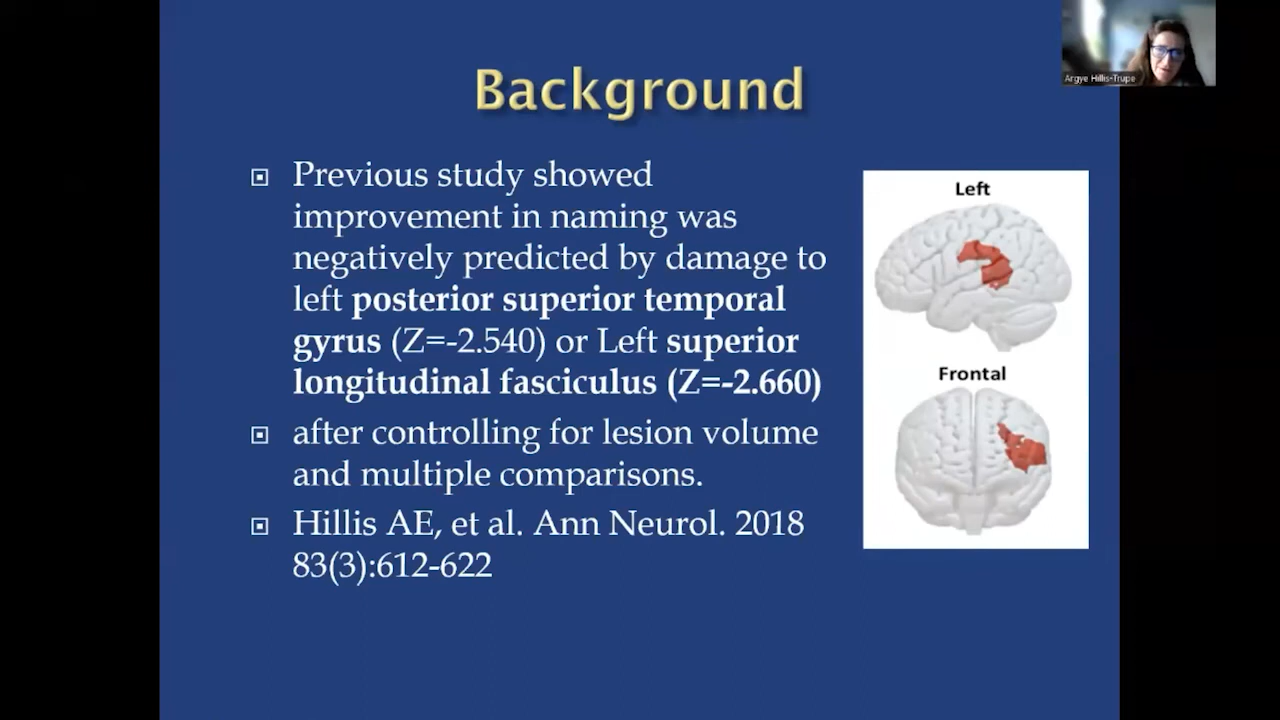 Background
Argye Hillis-Trupe
▣ Previous study showed
improvement in naming was
negatively predicted by damage to
left posterior superior temporal
gyrus (Z=-2.540) or Left superior
longitudinal fasciculus (Z=-2.660)
▣ after controlling for lesion volume
and multiple comparisons.
▣ Hillis AE, et al. Ann Neurol. 2018
83(3):612-622
Left
Frontal